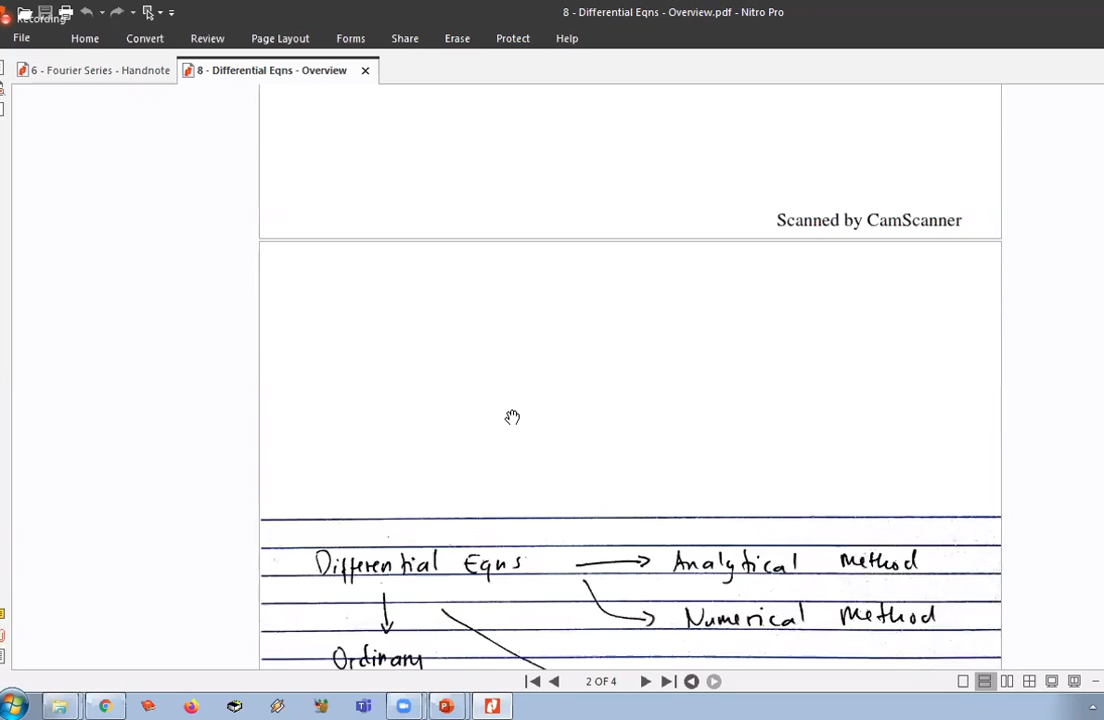 Recording
8 - Differential Eqns - Overview.pdf - Nitro Pro
File Home Convert Review Page Layout Forms Share Erase Protect Help
6 - Fourier Series - Handnote 8 - Differential Eqns - Overview
Scanned by CamScanner
Differential Eqns → Analytical Method
Numerical Method
Ordinary
2 OF 4